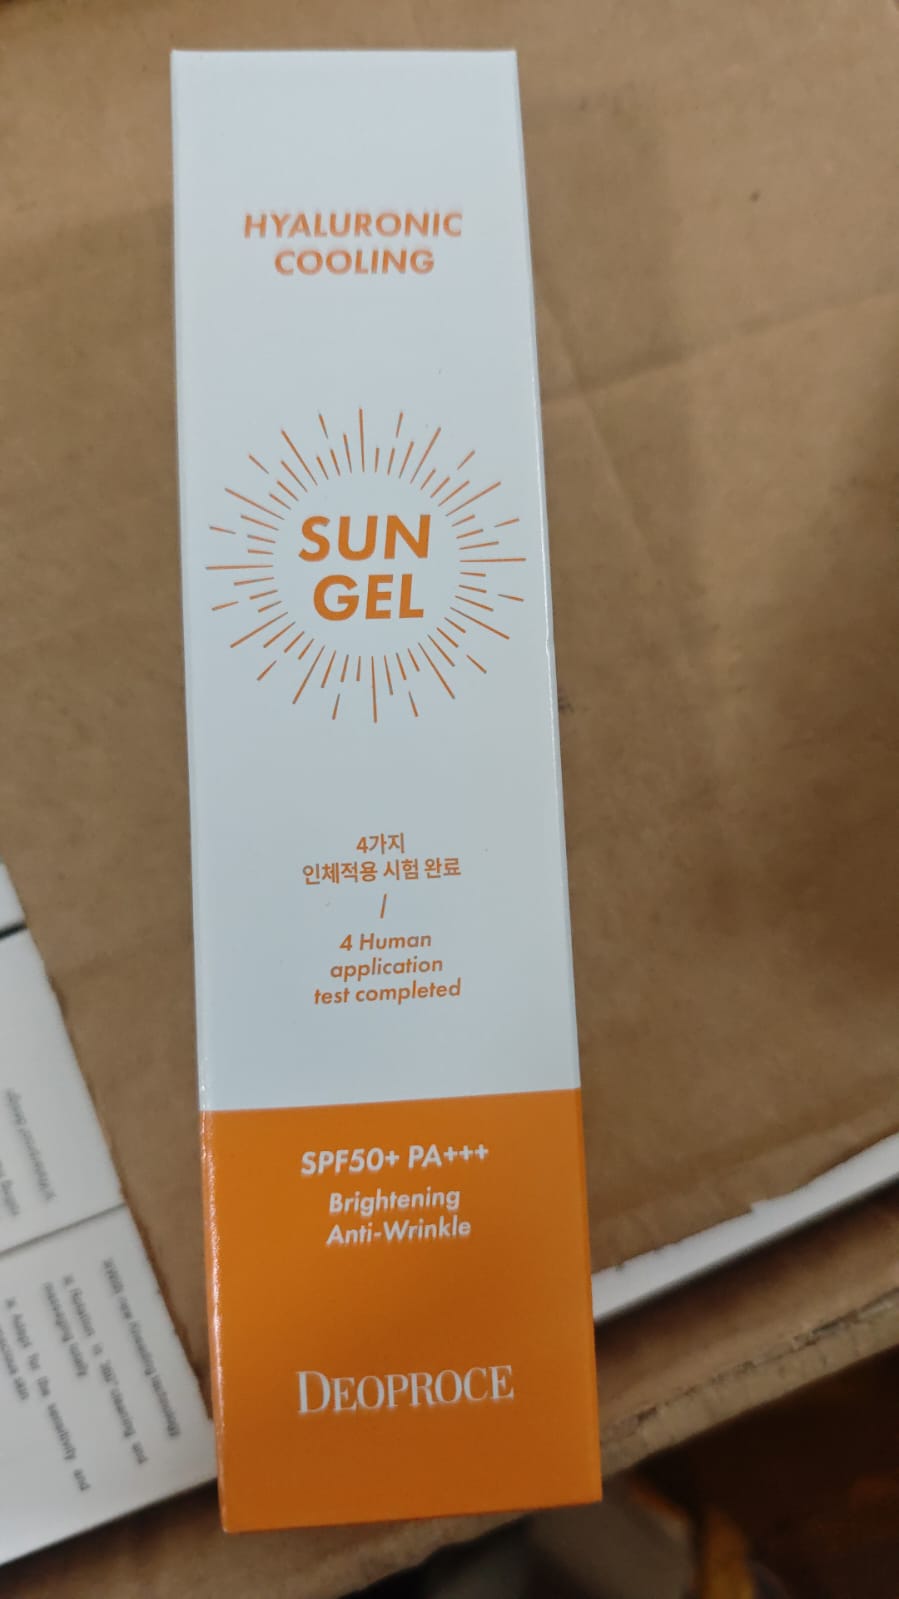 HYALURONIC
COOLING
SUN
GEL
4가지
인체적용 시험 완료
/
4 Human
application
test completed
SPF50+ PA+++
Brightening
Anti-Wrinkle
DEOPROCE